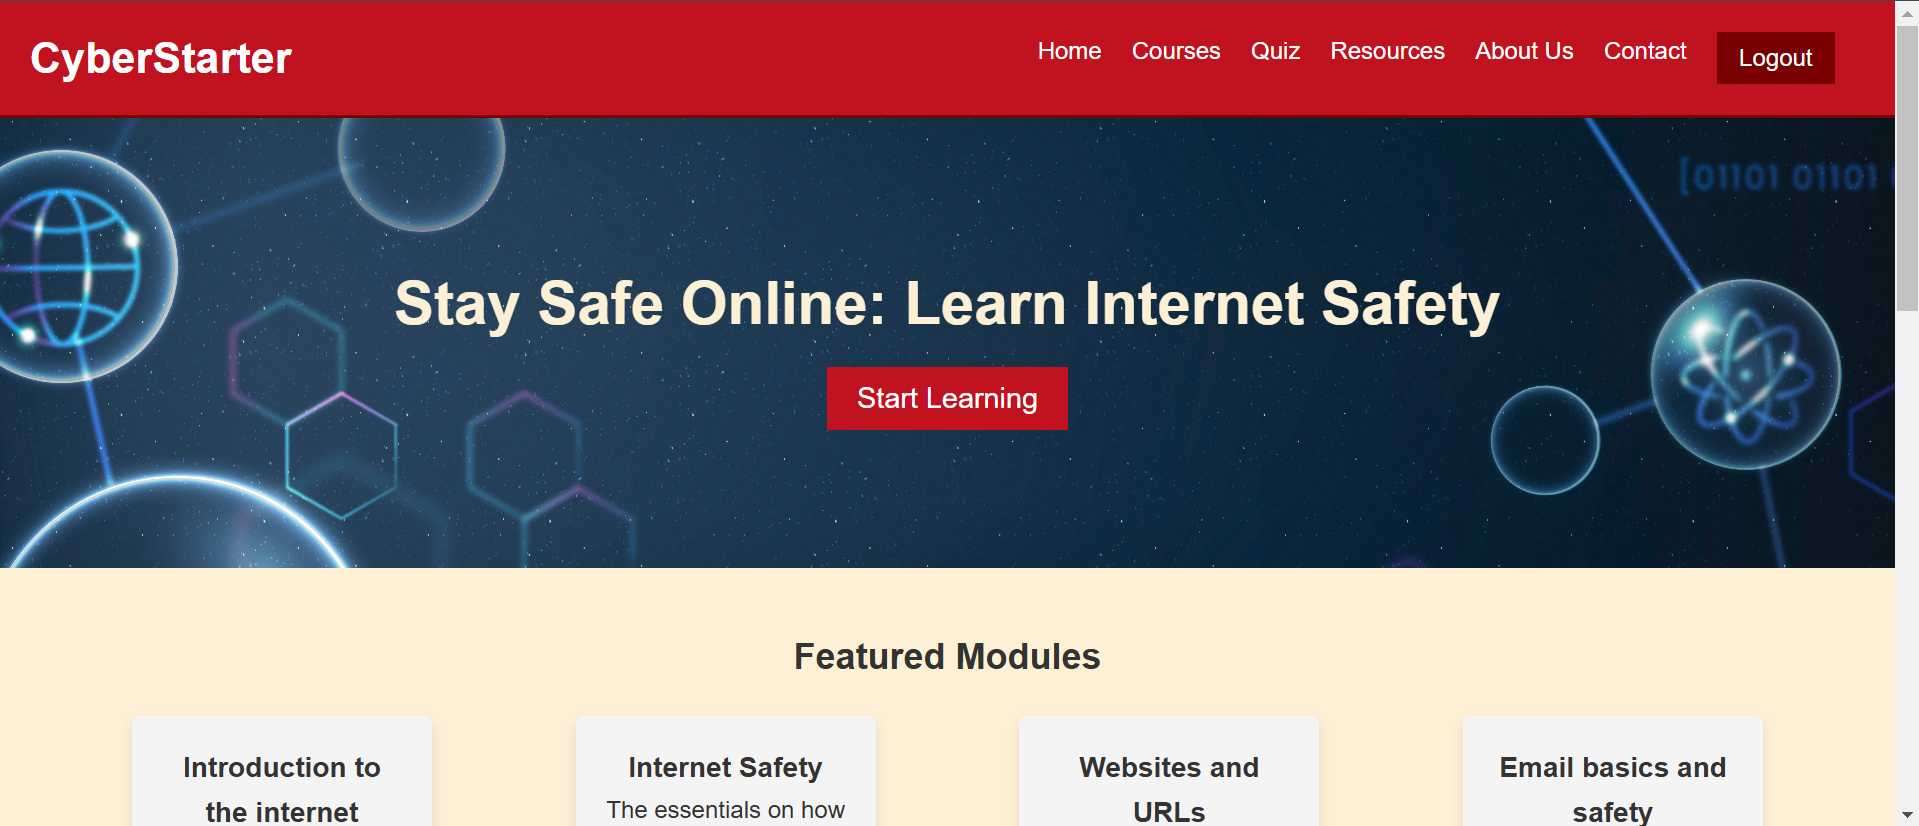 CyberStarter
Home Courses Quiz Resources About Us Contact Logout
[01101 01101
Stay Safe Online: Learn Internet Safety
Start Learning
Featured Modules
Introduction to
the internet
Internet Safety
The essentials on how
Websites and
URLs
Email basics and
safety